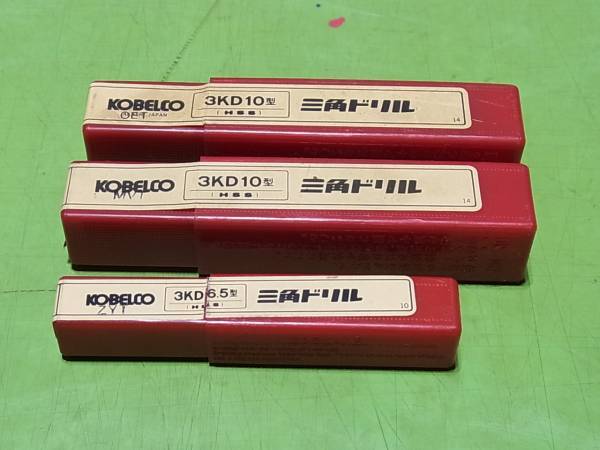 KOBELCO 3KD10型 三角ドリル
JAPAN (HSS) 14
KOBELCO 3KD10型 三角ドリル
(HSS) 14
KOBELCO 3KD6.5型 三角ドリル
(HSS) 10